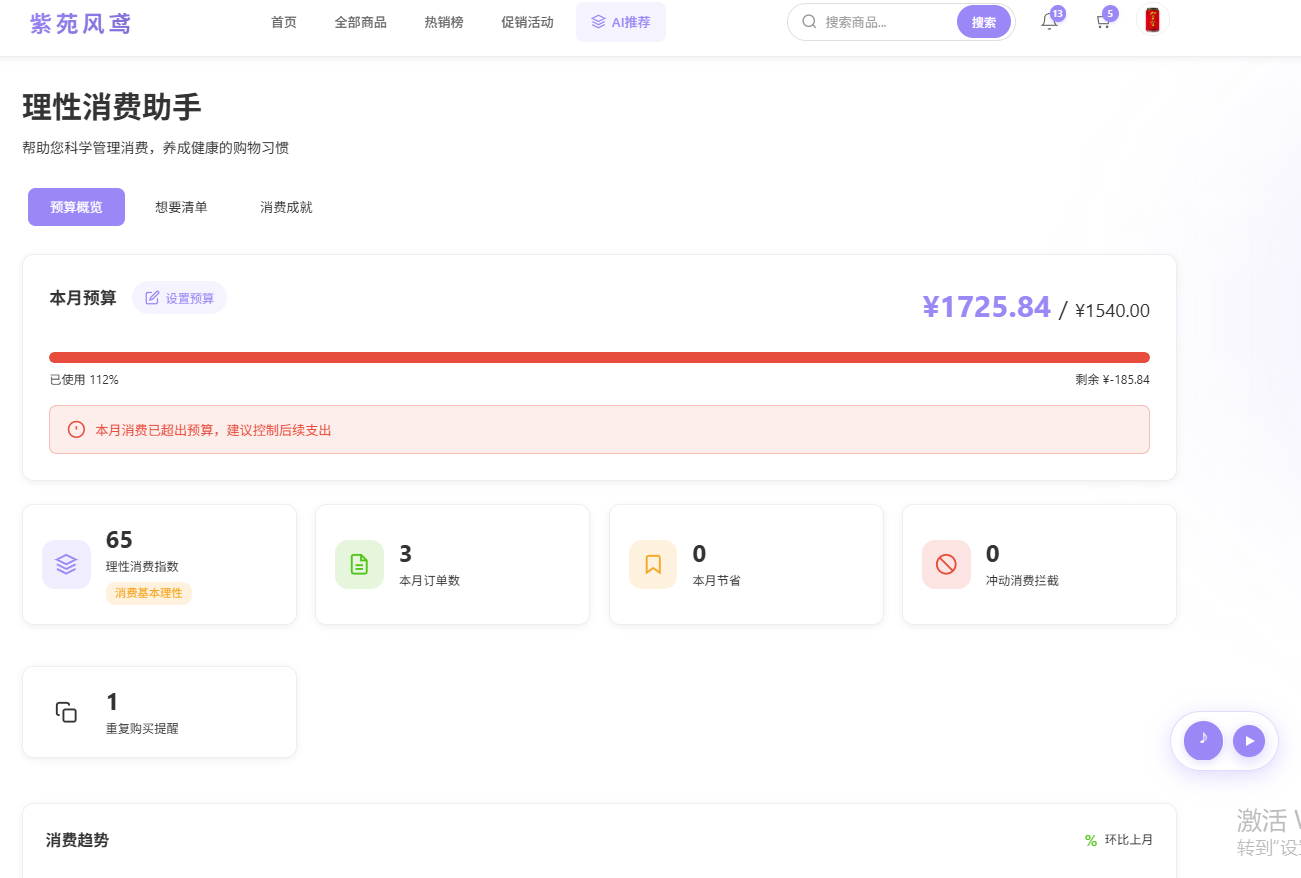 紫苑风鸢 首页 全部商品 热销榜 促销活动 AI推荐 搜索商品... 搜索 13 5
理性消费助手
帮助您科学管理消费，养成健康的购物习惯
预算概览 想要清单 消费成就
本月预算 设置预算 ¥1725.84 / ¥1540.00
已使用 112% 剩余 ¥-185.84
本月消费已超出预算，建议控制后续支出
65
理性消费指数
消费基本理性
3
本月订单数
0
本月节省
0
冲动消费拦截
1
重复购买提醒
消费趋势 % 环比上月
激活
转到"设